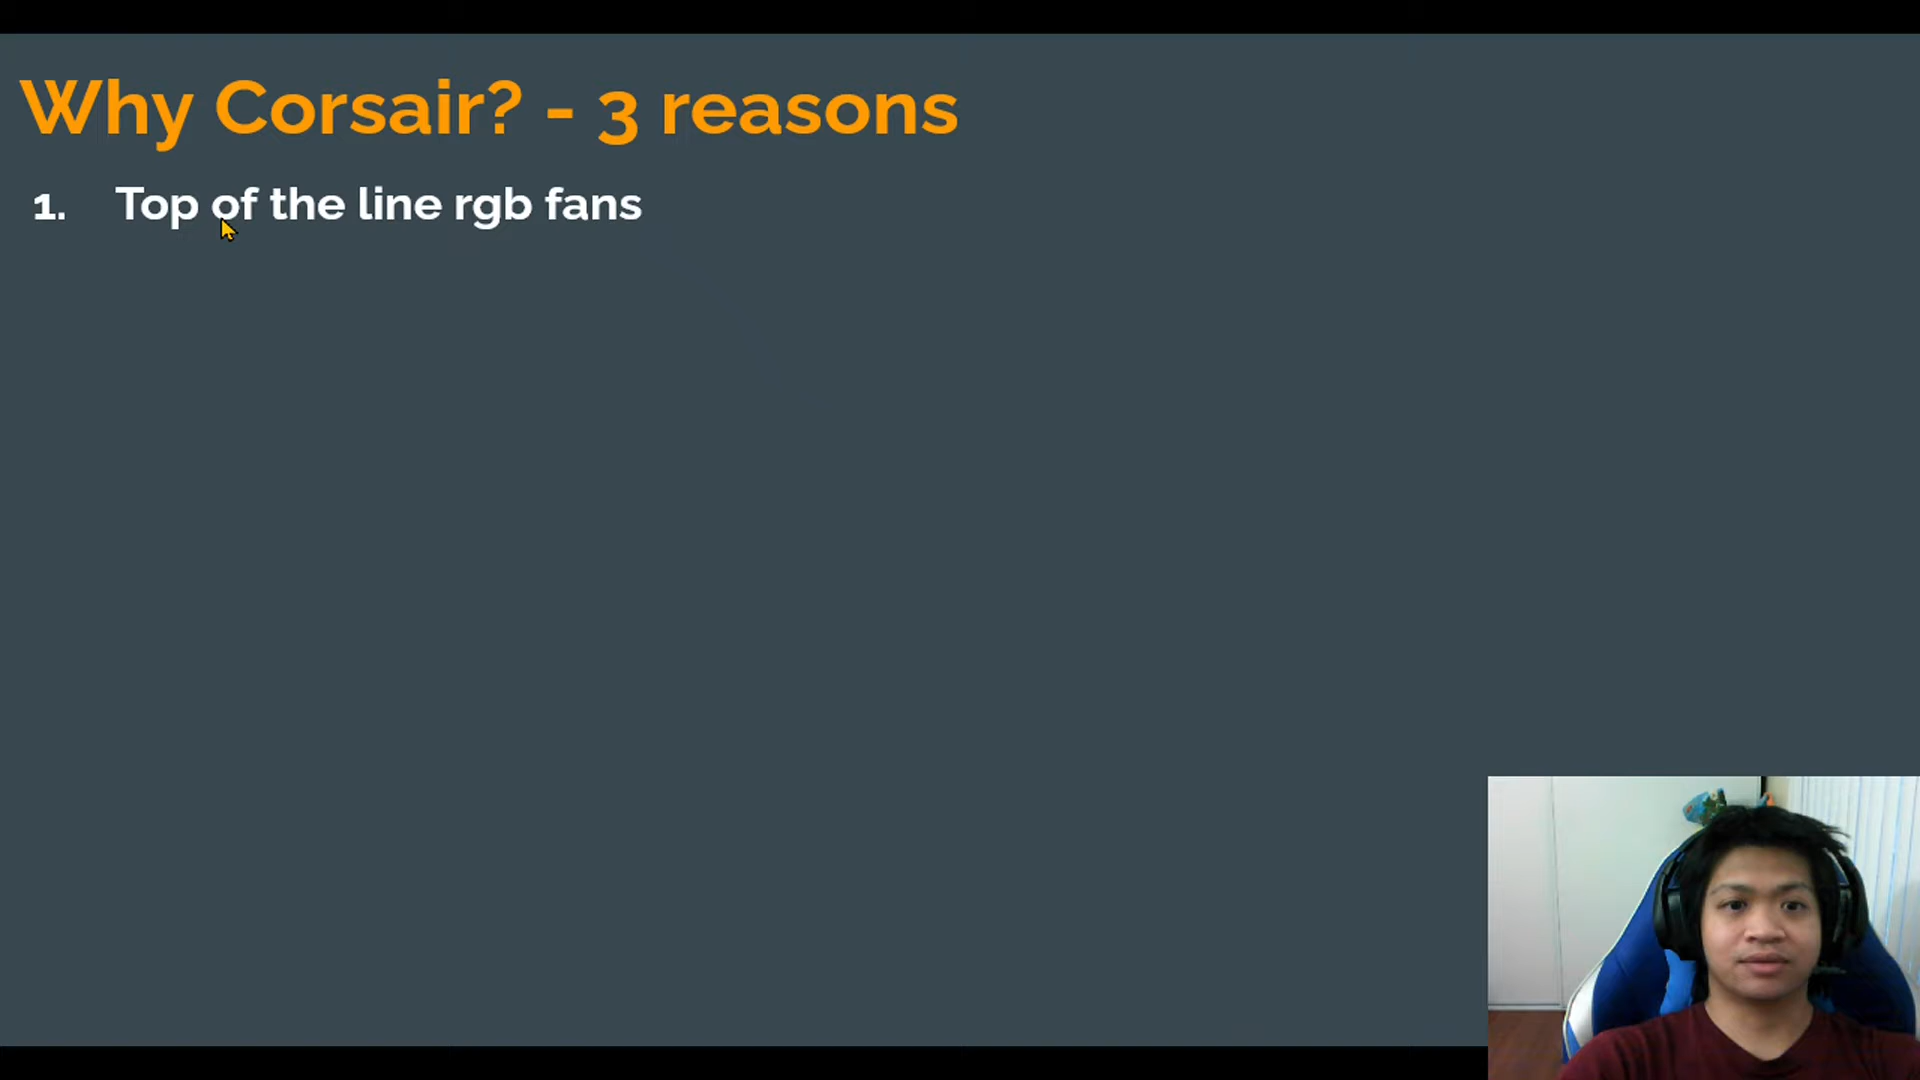 Why Corsair? - 3 reasons
1. Top of the line rgb fans